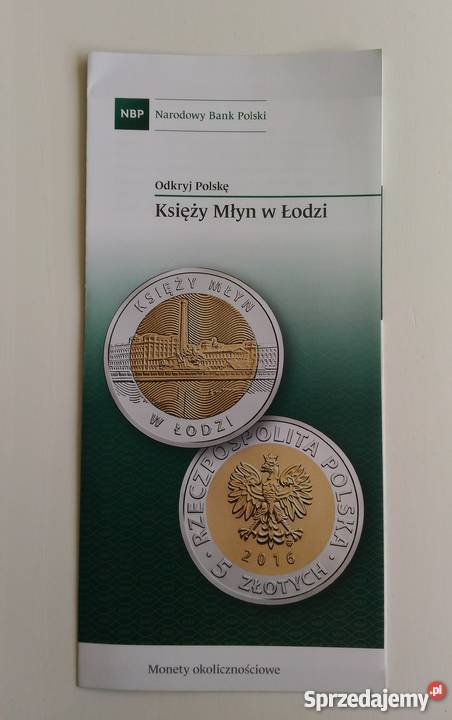 NBP Narodowy Bank Polski
Odkryj Polskę
Księży Młyn w Łodzi
KSIĘŻY MŁYN
W ŁODZI
RZECZPOSPOLITA POLSKA
2016
5 ZŁOTYCH
Monety okolicznościowe
Sprzedajemy.pl